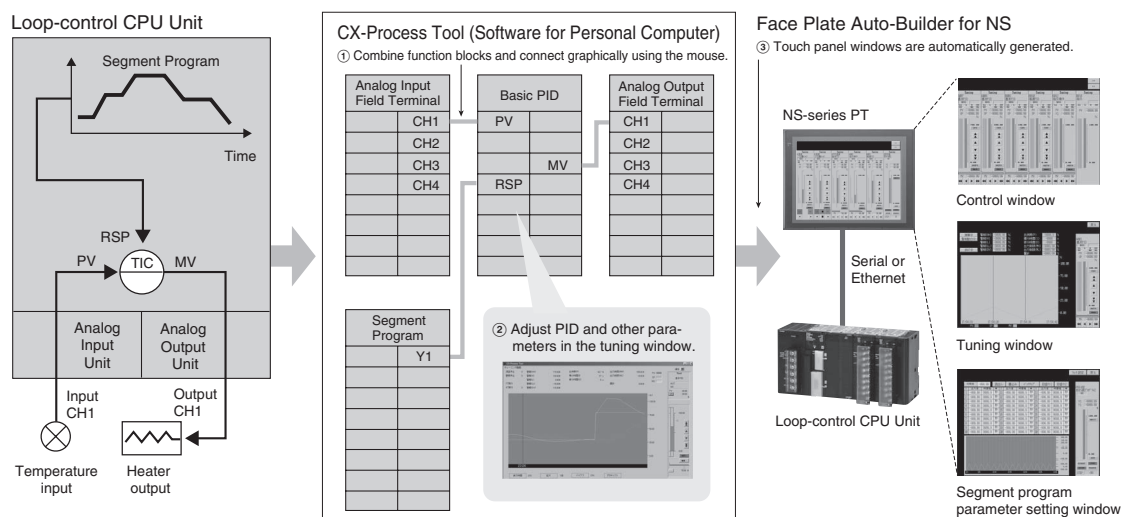 Loop-control CPU Unit
Segment Program
Time
RSP
PV
TIC
MV
Analog
Input
Unit
Analog
Output
Unit
Input
CH1
Output
CH1
Temperature
input
Heater
output
CX-Process Tool (Software for Personal Computer)
① Combine function blocks and connect graphically using the mouse.
Analog Input
Field Terminal
CH1
CH2
CH3
CH4
Basic PID
PV
MV
RSP
Analog Output
Field Terminal
CH1
CH2
CH3
CH4
Segment
Program
Y1
② Adjust PID and other para-
meters in the tuning window.
Face Plate Auto-Builder for NS
③ Touch panel windows are automatically generated.
NS-series PT
Serial or
Ethernet
Loop-control CPU Unit
Control window
Tuning window
Segment program
parameter setting window